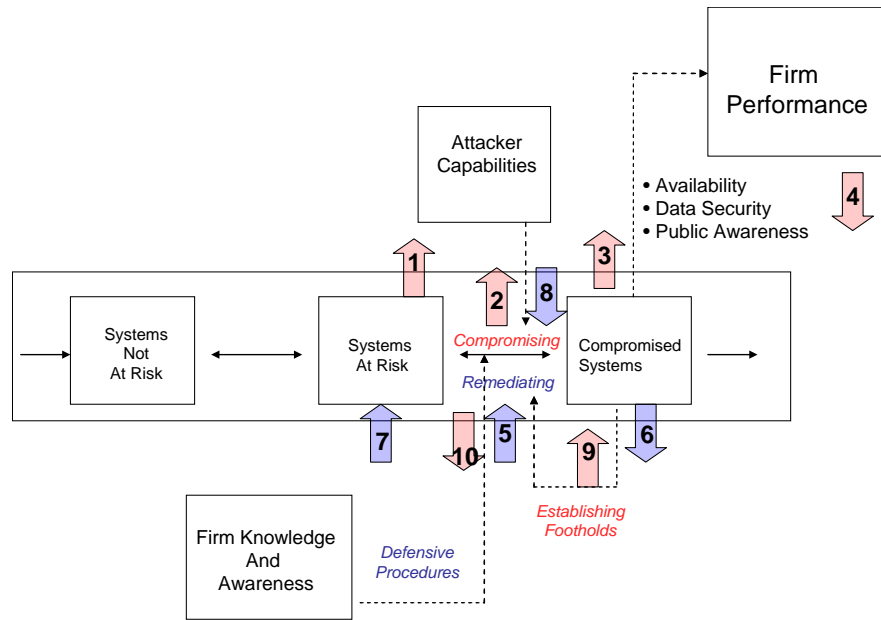 Firm
Performance
Attacker
Capabilities
• Availability
• Data Security
• Public Awareness
4
1
2
8
3
Systems
Not
At Risk
Systems
At Risk
Compromising
Remediating
Compromised
Systems
7
10
5
9
6
Establishing
Footholds
Firm Knowledge
And
Awareness
Defensive
Procedures